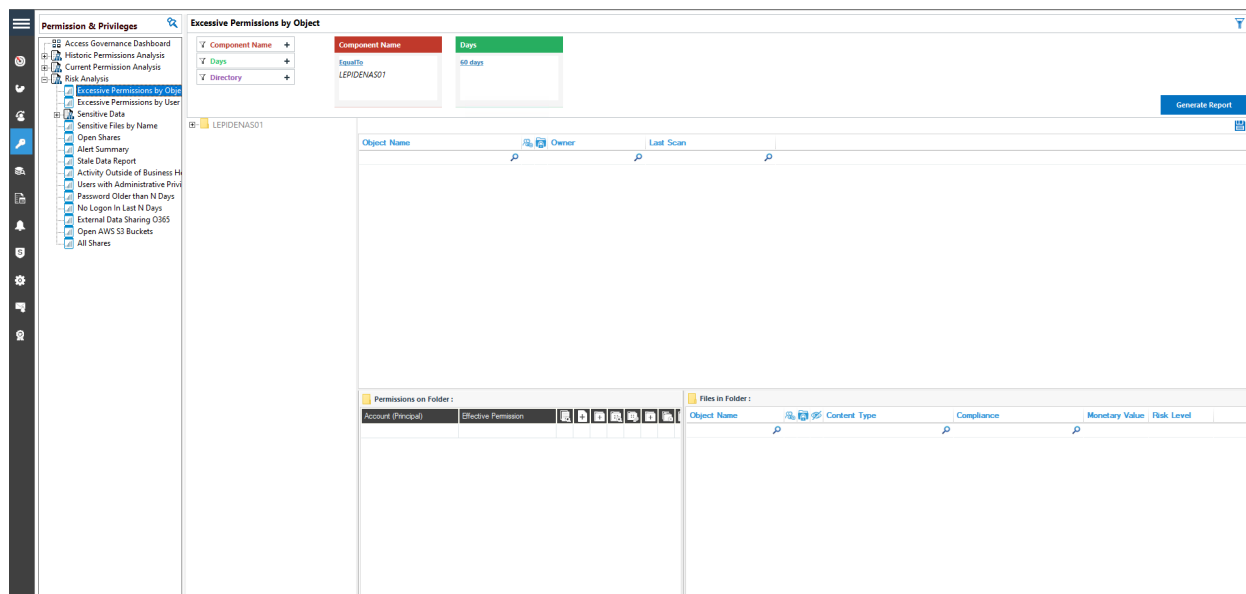 Permission & Privileges
Access Governance Dashboard
Historic Permissions Analysis
Current Permission Analysis
Risk Analysis
Excessive Permissions by Obje
Excessive Permissions by User
Sensitive Data
Sensitive Files by Name
Open Shares
Alert Summary
Stale Data Report
Activity Outside of Business H
Users with Administrative Privi
Password Older than N Days
No Logon In Last N Days
External Data Sharing O365
Open AWS S3 Buckets
All Shares
Excessive Permissions by Object
Component Name +
Days +
Directory +
Component Name
EqualTo
LEPIDENAS01
Days
60 days
Generate Report
LEPIDENAS01
Object Name Owner Last Scan
Permissions on Folder :
Account (Principal) Effective Permission
Files in Folder :
Object Name Content Type Compliance Monetary Value Risk Level